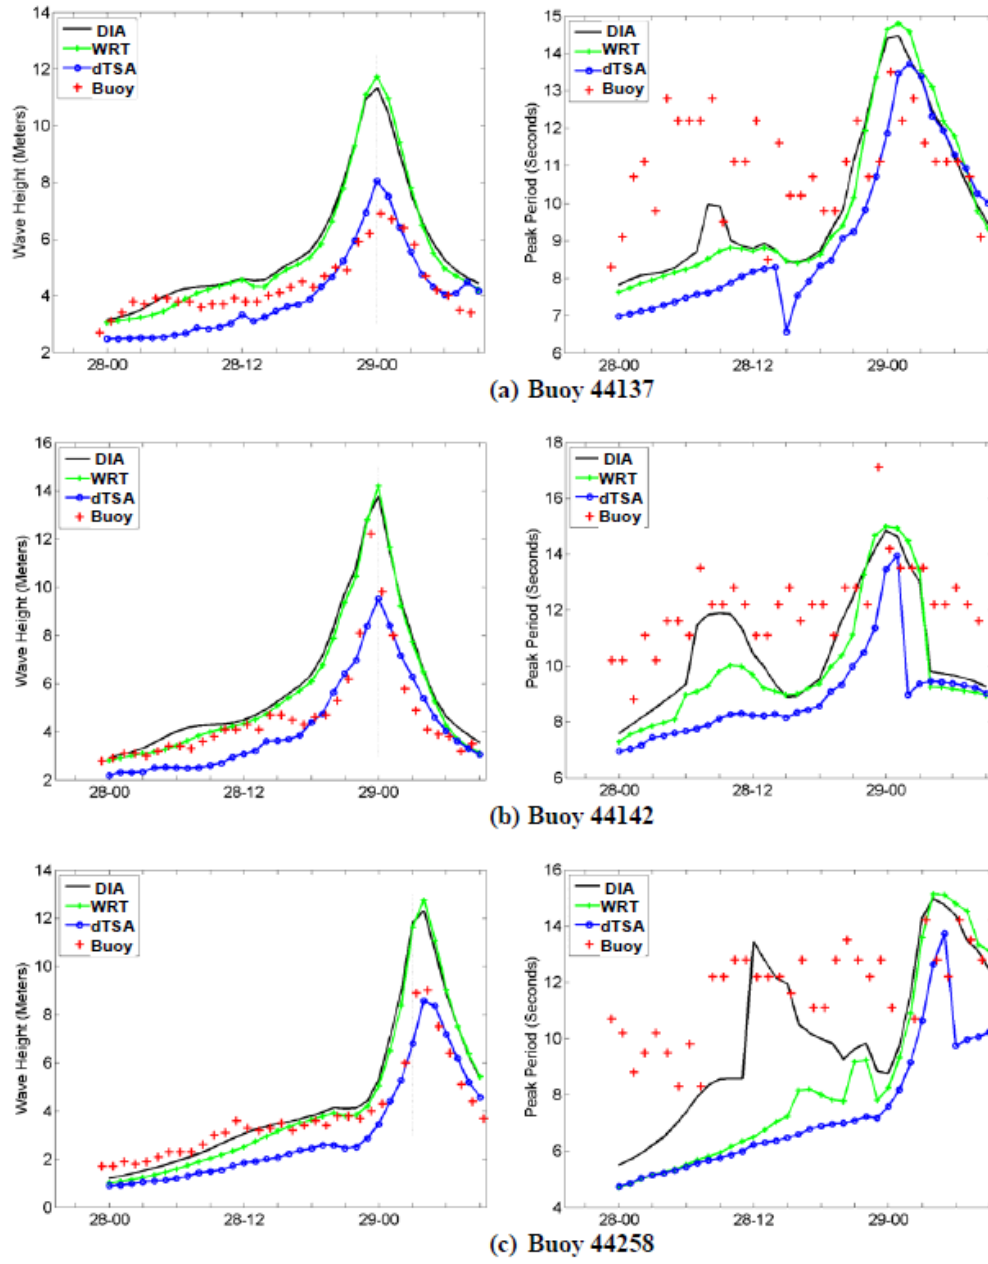 14
12
10
8
6
4
2
Wave Height (Meters)
DIA
WRT
dTSA
Buoy
28-00
28-12
29-00
15
14
13
12
11
10
9
8
7
6
Peak Period (Seconds)
DIA
WRT
dTSA
Buoy
28-00
28-12
29-00
(a) Buoy 44137
16
14
12
10
8
6
4
2
Wave Height (Meters)
DIA
WRT
dTSA
Buoy
28-00
28-12
29-00
18
16
14
12
10
8
6
Peak Period (Seconds)
DIA
WRT
dTSA
Buoy
28-00
28-12
29-00
(b) Buoy 44142
14
12
10
8
6
4
2
0
Wave Height (Meters)
DIA
WRT
dTSA
Buoy
28-00
28-12
29-00
16
14
12
10
8
6
4
Peak Period (Seconds)
DIA
WRT
dTSA
Buoy
28-00
28-12
29-00
(c) Buoy 44258